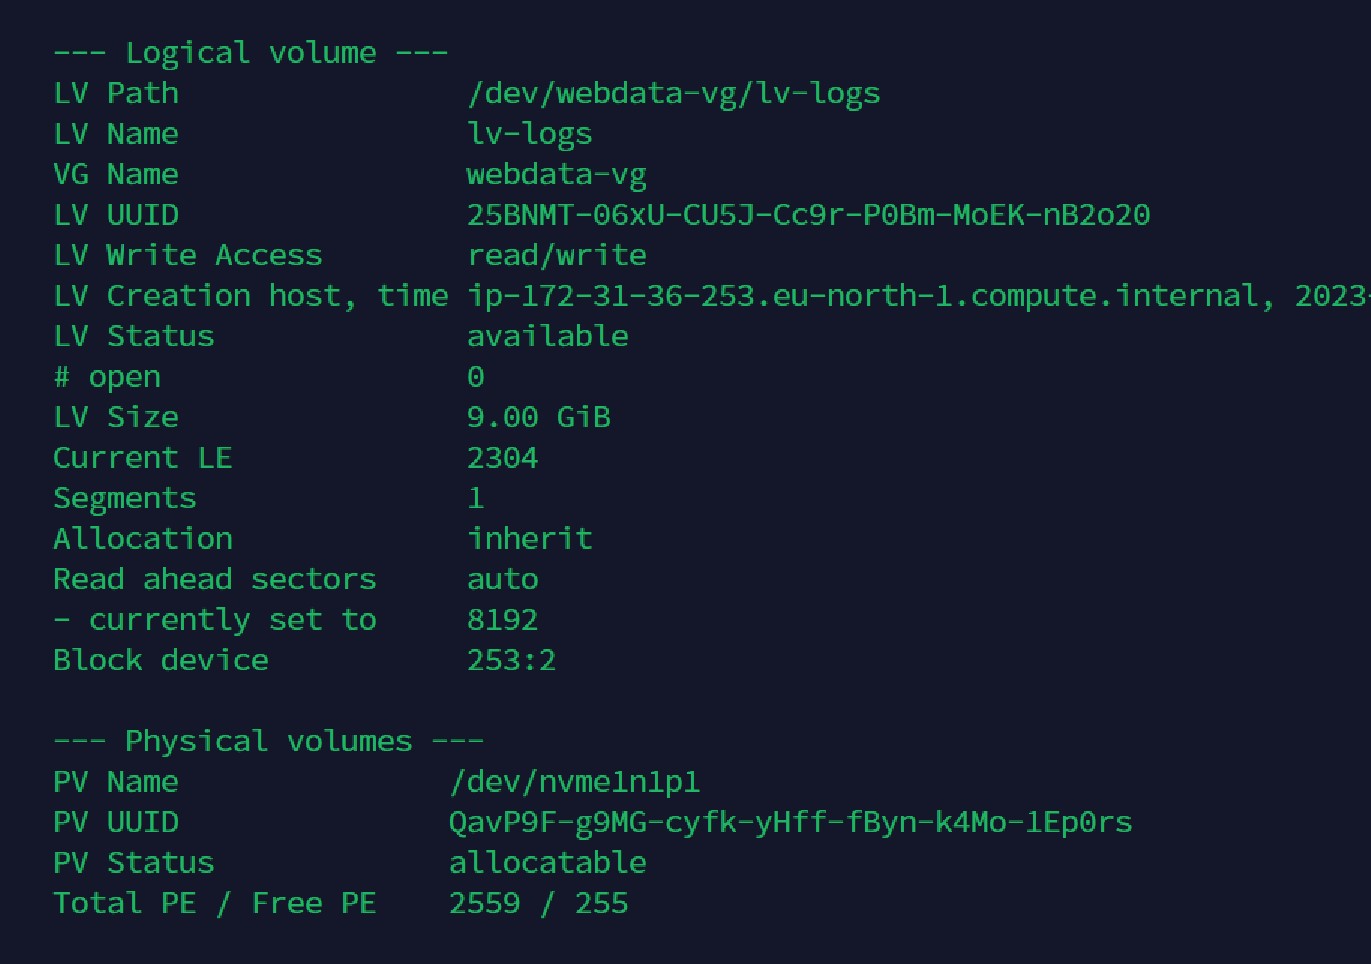 --- Logical volume ---
LV Path                /dev/webdata-vg/lv-logs
LV Name                lv-logs
VG Name                webdata-vg
LV UUID                25BNMT-06xU-CU5J-Cc9r-P0Bm-MoEK-nB2o20
LV Write Access        read/write
LV Creation host, time ip-172-31-36-253.eu-north-1.compute.internal, 2023-
LV Status              available
# open                 0
LV Size                9.00 GiB
Current LE             2304
Segments               1
Allocation             inherit
Read ahead sectors     auto
- currently set to     8192
Block device           253:2
--- Physical volumes ---
PV Name               /dev/nvme1n1p1
PV UUID               QavP9F-g9MG-cyfk-yHff-fByn-k4Mo-1Ep0rs
PV Status             allocatable
Total PE / Free PE    2559 / 255